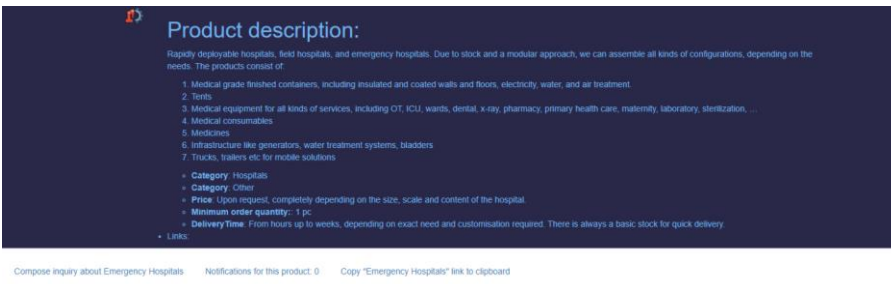 Product description:
Rapidly deployable hospitals, field hospitals, and emergency hospitals. Due to stock and a modular approach, we can assemble all kinds of configurations, depending on the
needs. The products consist of:
1. Medical grade finished containers, including insulated and coated walls and floors, electricity, water, and air treatment.
2. Tents
3. Medical equipment for all kinds of services, including OT, ICU, wards, dental, x-ray, pharmacy, primary health care, maternity, laboratory, sterilization, ...
4. Medical consumables
5. Medicines
6. Infrastructure like generators, water treatment systems, bladders
7. Trucks, trailers etc for mobile solutions
Category: Hospitals
Category: Other
Price: Upon request, completely depending on the size, scale and content of the hospital.
Minimum order quantity:: 1 pc
DeliveryTime: From hours up to weeks, depending on exact need and customisation required. There is always a basic stock for quick delivery.
Links:
Compose inquiry about Emergency Hospitals Notifications for this product: 0 Copy "Emergency Hospitals" link to clipboard